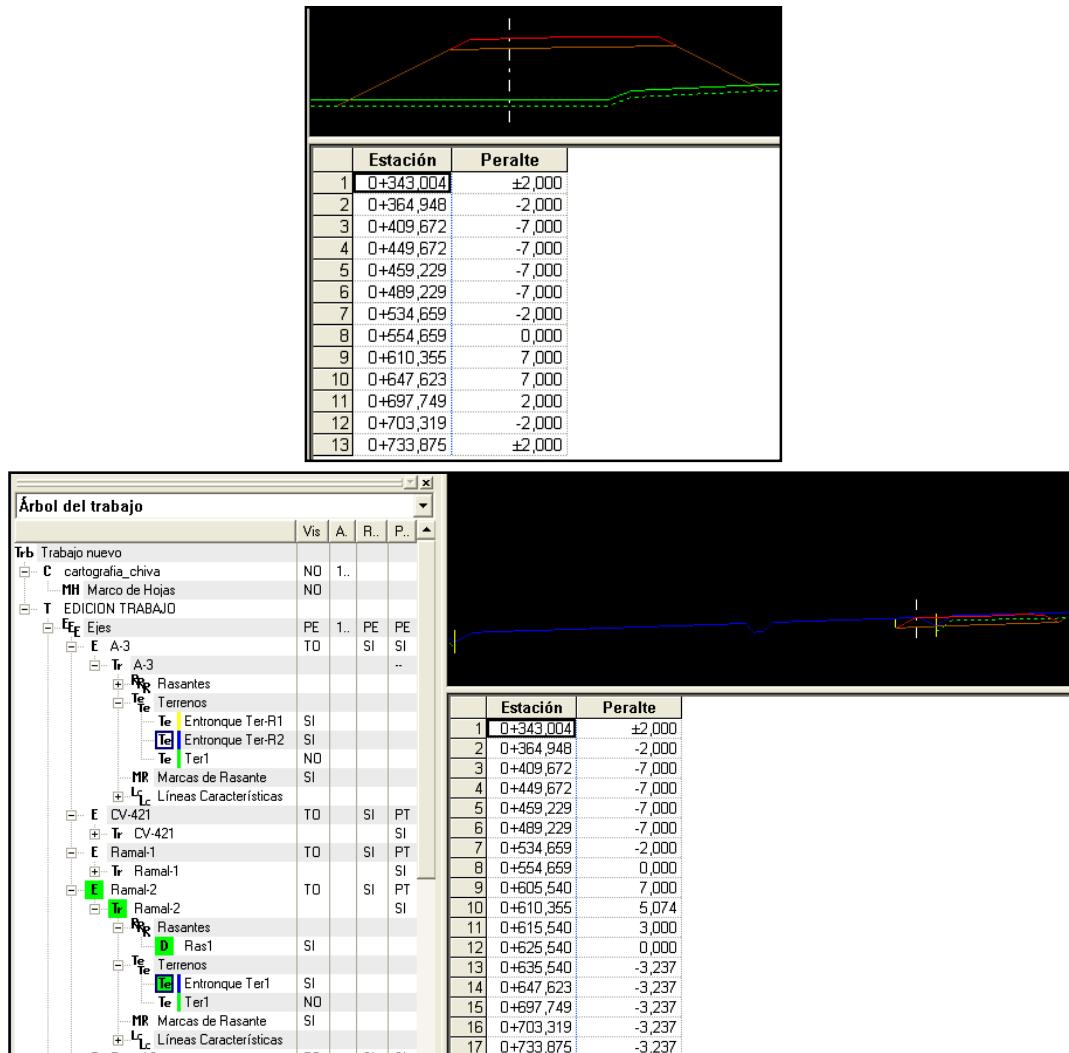 Estación Peralte
1 0+343,004 ±2,000
2 0+364,948 -2,000
3 0+409,672 -7,000
4 0+449,672 -7,000
5 0+459,229 -7,000
6 0+489,229 -7,000
7 0+534,659 -2,000
8 0+554,659 0,000
9 0+610,355 7,000
10 0+647,623 7,000
11 0+697,749 2,000
12 0+703,319 -2,000
13 0+733,875 ±2,000
Árbol del trabajo
Vis A. R.. P..
Trb Trabajo nuevo
C cartografia_chiva NO 1..
MH Marco de Hojas NO
T EDICION TRABAJO
EEE Ejes PE 1.. PE PE
E A-3 TO SI SI
Tr A-3 --
RRR Rasantes
Te Te Terrenos
Te Entronque Ter-R1 SI
Te Entronque Ter-R2 SI
Te Ter1 NO
MR Marcas de Rasante SI
Lc Lc Líneas Características
E CV-421 TO SI PT
Tr CV-421 SI
E Ramal-1 TO SI PT
Tr Ramal-1 SI
E Ramal-2 TO SI PT
Tr Ramal-2 SI
RRR Rasantes
D Ras1 SI
Te Te Terrenos
Te Entronque Ter1 SI
Te Ter1 NO
MR Marcas de Rasante SI
Lc Lc Líneas Características
Estación Peralte
1 0+343,004 ±2,000
2 0+364,948 -2,000
3 0+409,672 -7,000
4 0+449,672 -7,000
5 0+459,229 -7,000
6 0+489,229 -7,000
7 0+534,659 -2,000
8 0+554,659 0,000
9 0+605,540 7,000
10 0+610,355 5,074
11 0+615,540 3,000
12 0+625,540 0,000
13 0+635,540 -3,237
14 0+647,623 -3,237
15 0+697,749 -3,237
16 0+703,319 -3,237
17 0+733,875 -3,237